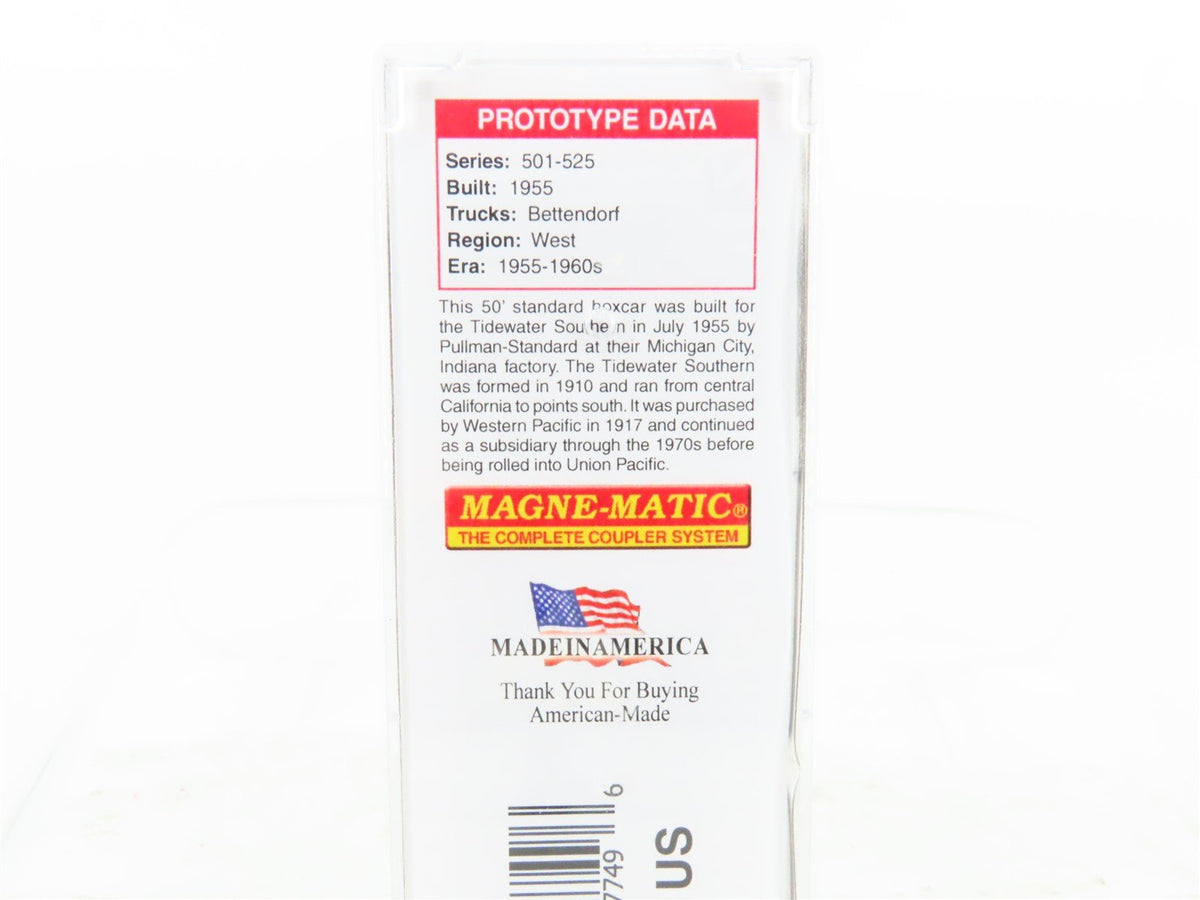 PROTOTYPE DATA
Series: 501-525
Built: 1955
Trucks: Bettendorf
Region: West
Era: 1955-1960s
This 50' standard boxcar was built for
the Tidewater Southern in July 1955 by
Pullman-Standard at their Michigan City,
Indiana factory. The Tidewater Southern
was formed in 1910 and ran from central
California to points south. It was purchased
by Western Pacific in 1917 and continued
as a subsidiary through the 1970s before
being rolled into Union Pacific.
MAGNE-MATIC®
THE COMPLETE COUPLER SYSTEM
MADEINAMERICA
Thank You For Buying
American-Made
7749 6
US